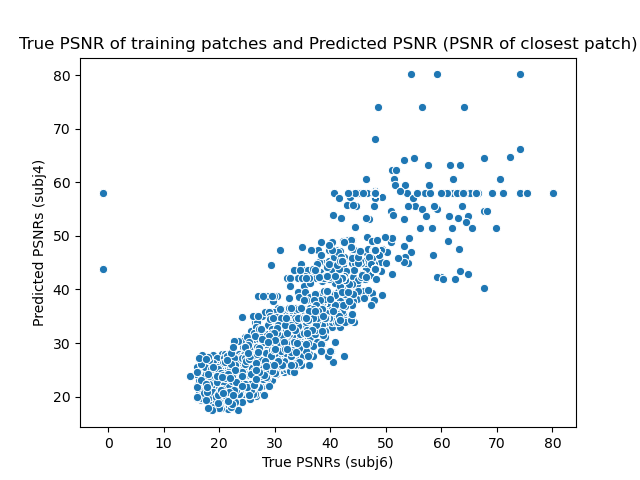 True PSNR of training patches and Predicted PSNR (PSNR of closest patch)
80
70
60
50
40
30
20
Predicted PSNRs (subj4)
0 10 20 30 40 50 60 70 80
True PSNRs (subj6)